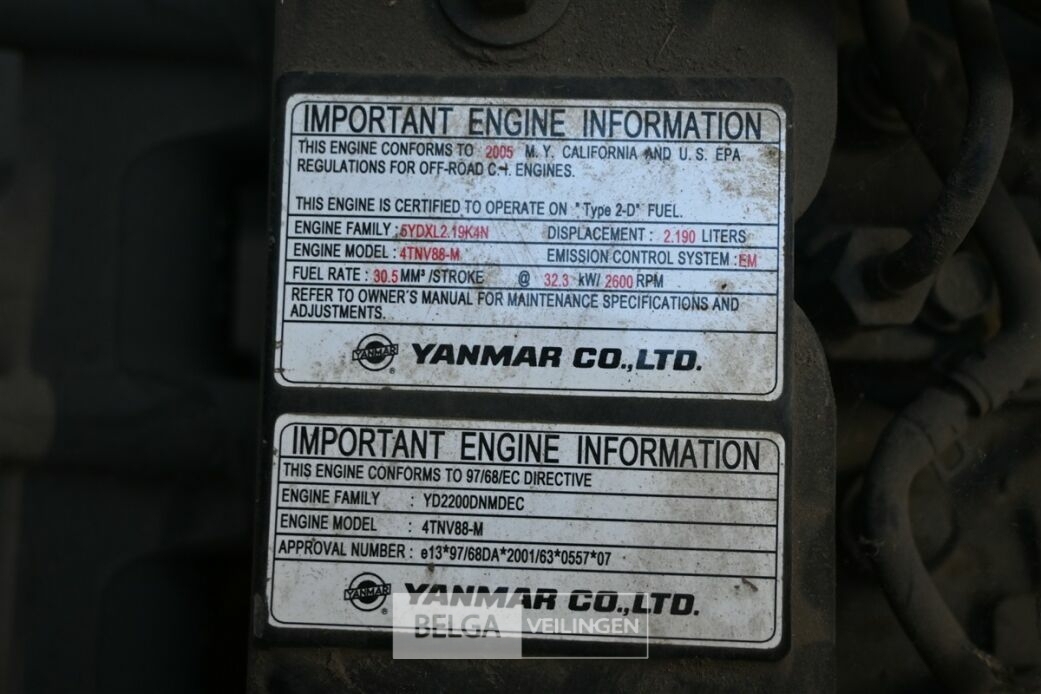 IMPORTANT ENGINE INFORMATION
THIS ENGINE CONFORMS TO 2005 M.Y. CALIFORNIA AND U.S. EPA
REGULATIONS FOR OFF-ROAD C-I. ENGINES.
THIS ENGINE IS CERTIFIED TO OPERATE ON "Type 2-D" FUEL.
ENGINE FAMILY : 5YDXL2.19K4N DISPLACEMENT : 2.190 LITERS
ENGINE MODEL : 4TNV88-M EMISSION CONTROL SYSTEM : EM
FUEL RATE : 30.5 MM³/STROKE @ 32.3 kW/ 2600 RPM
REFER TO OWNER'S MANUAL FOR MAINTENANCE SPECIFICATIONS AND
ADJUSTMENTS.
YANMAR ® YANMAR CO.,LTD.
IMPORTANT ENGINE INFORMATION
THIS ENGINE CONFORMS TO 97/68/EC DIRECTIVE
ENGINE FAMILY : YD2200DNMDEC
ENGINE MODEL : 4TNV88-M
APPROVAL NUMBER : e13*97/68DA*2001/63*0557*07
YANMAR ® YANMAR CO.,LTD.
BELGA VEILINGEN